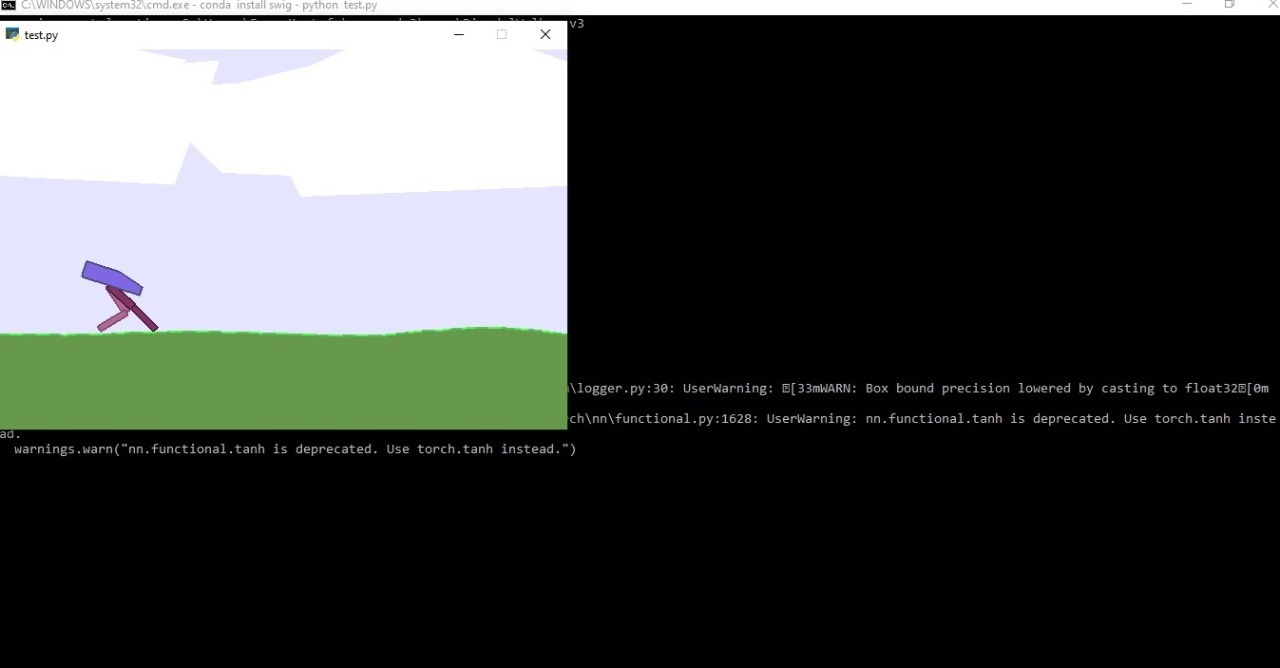 C:\WINDOWS\system32\cmd.exe - conda install swig - python test.py
v3
test.py
\logger.py:30: UserWarning: [33mWARN: Box bound precision lowered by casting to float32[0m
ch\nn\functional.py:1628: UserWarning: nn.functional.tanh is deprecated. Use torch.tanh inste
ad.
warnings.warn("nn.functional.tanh is deprecated. Use torch.tanh instead.")